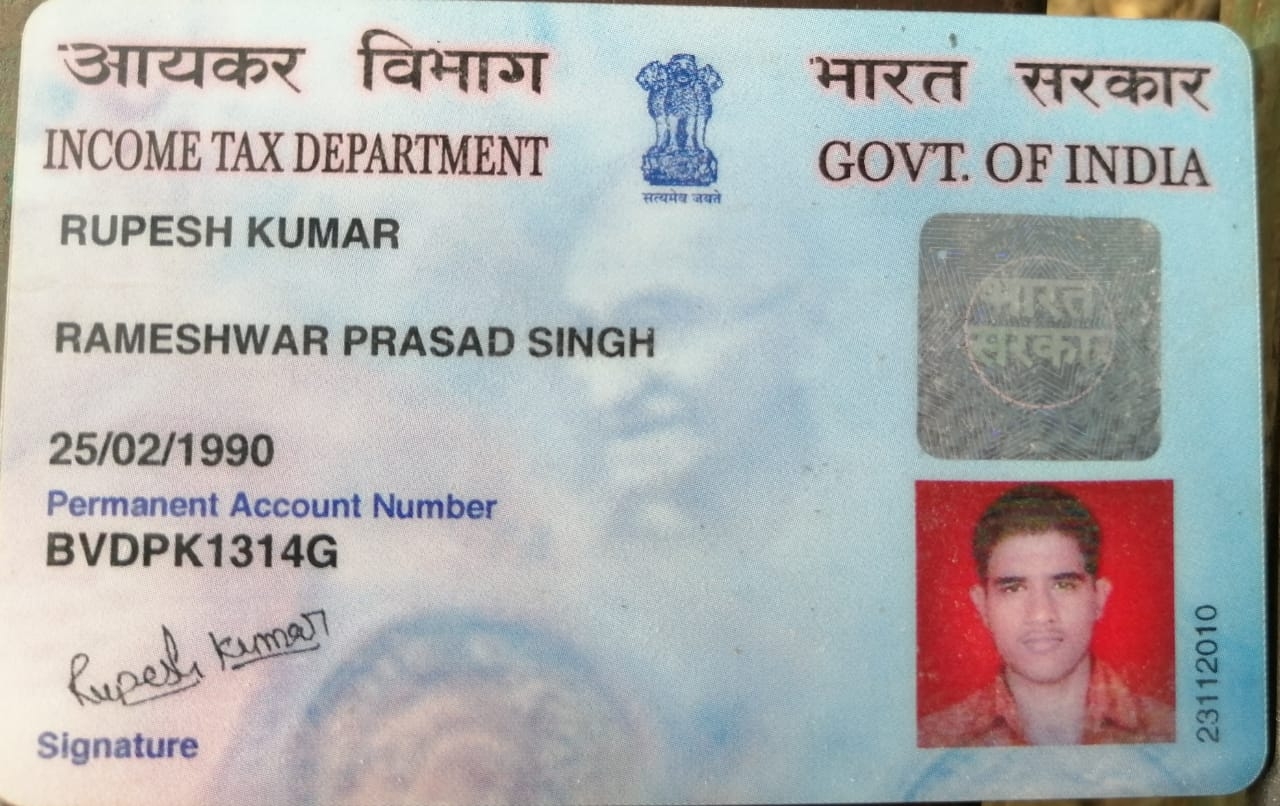 आयकर विभाग
भारत सरकार
INCOME TAX DEPARTMENT
GOVT. OF INDIA
सत्यमेव जयते
RUPESH KUMAR
RAMESHWAR PRASAD SINGH
25/02/1990
Permanent Account Number
BVDPK1314G
Rupesh Kumar
Signature
भारत
सरकार
23112010